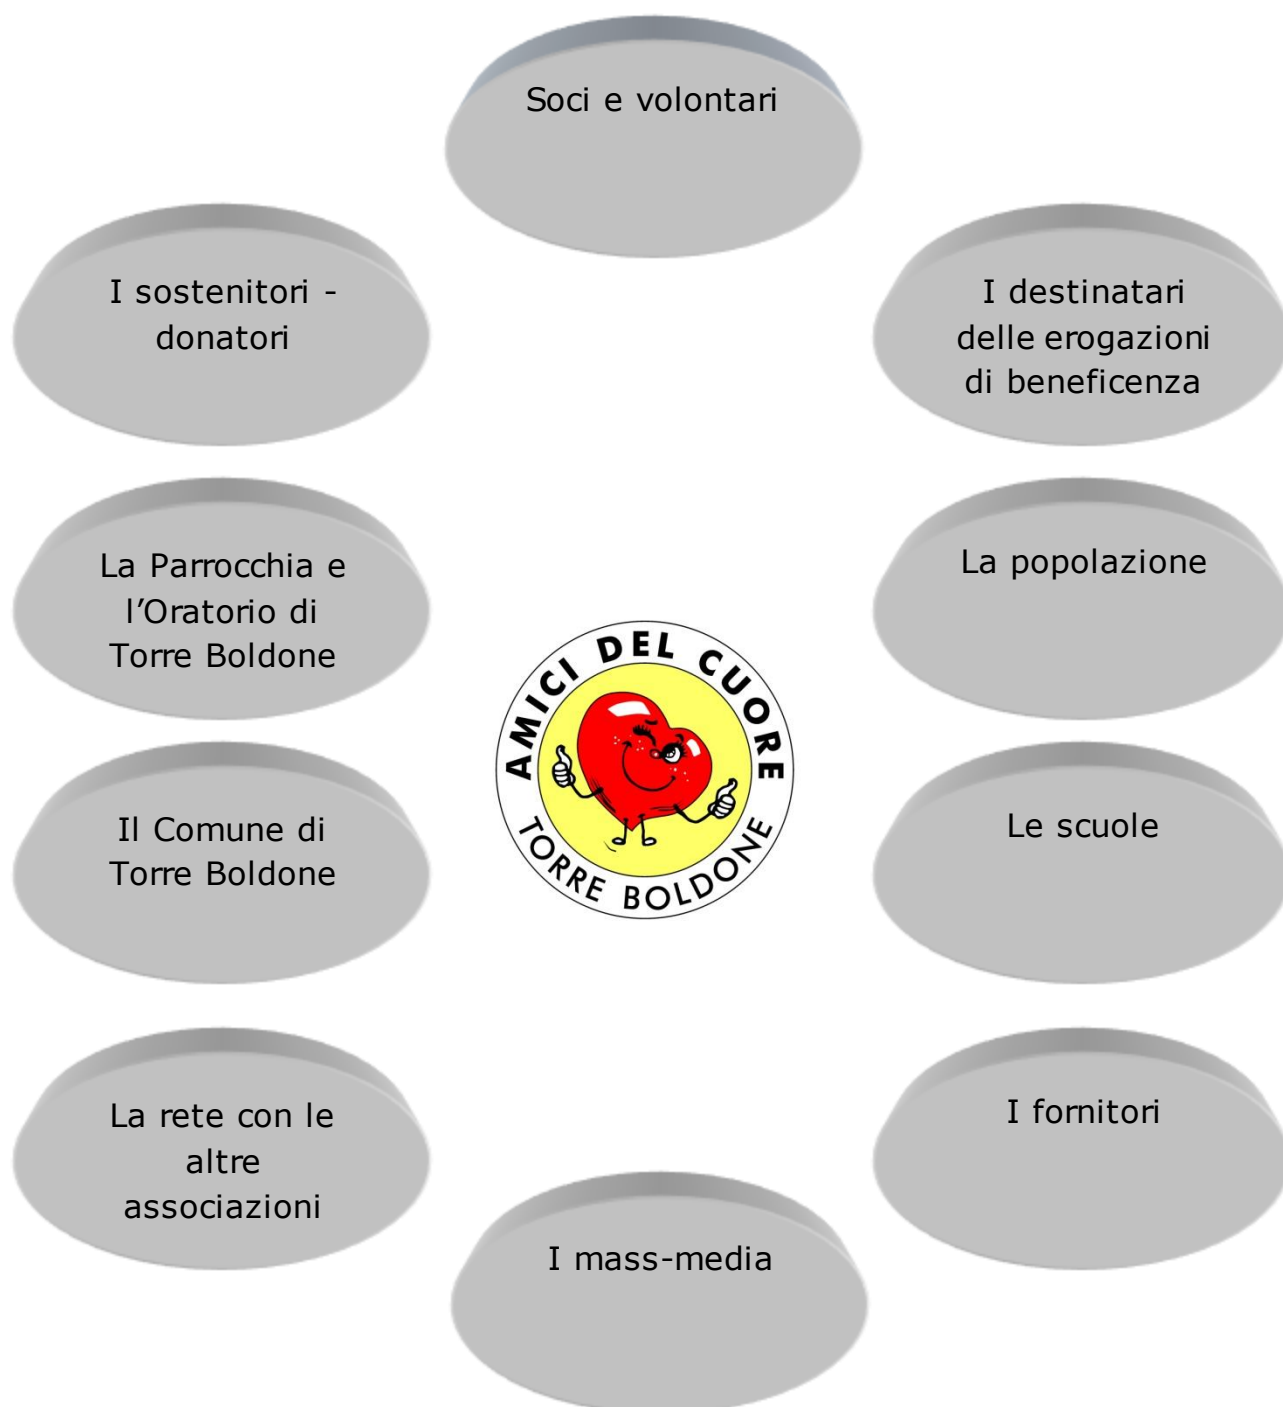 Soci e volontari
I sostenitori -
donatori
I destinatari
delle erogazioni
di beneficenza
La Parrocchia e
l’Oratorio di
Torre Boldone
La popolazione
AMICI DEL CUORE
TORRE BOLDONE
Il Comune di
Torre Boldone
Le scuole
La rete con le
altre
associazioni
I fornitori
I mass-media